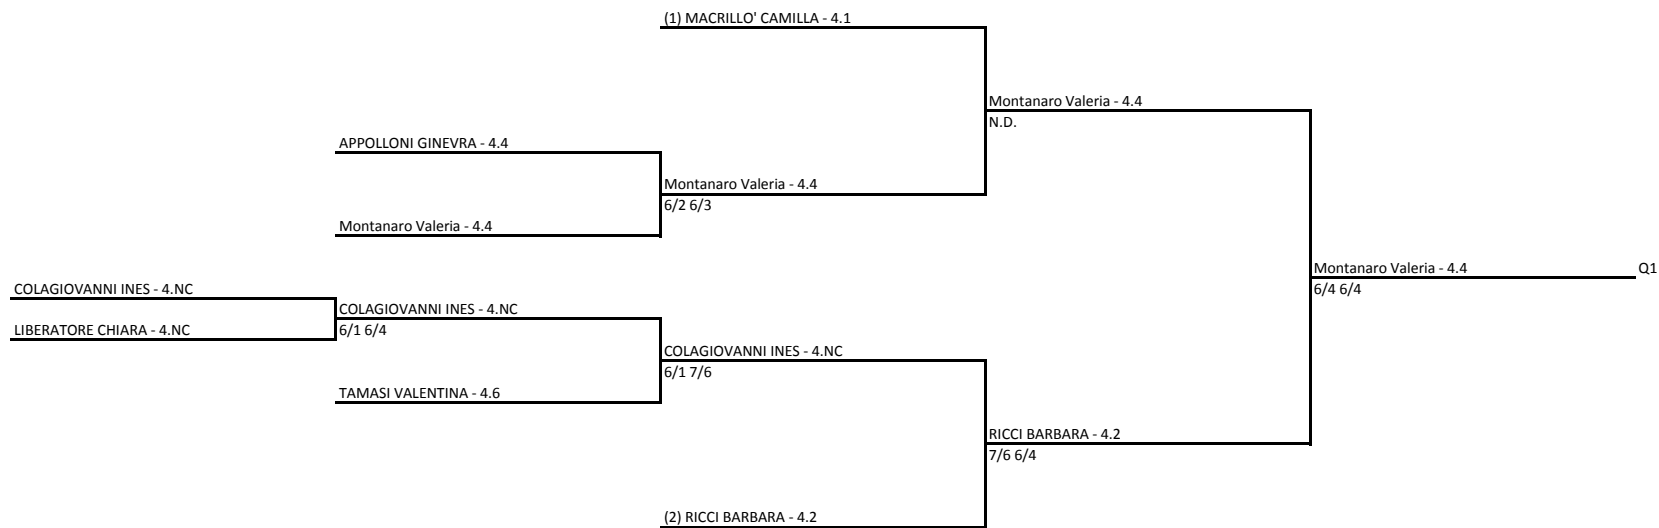 (1) MACRILLO' CAMILLA - 4.1
Montanaro Valeria - 4.4
N.D.
APPOLLONI GINEVRA - 4.4
Montanaro Valeria - 4.4
6/2 6/3
Montanaro Valeria - 4.4
Montanaro Valeria - 4.4 Q1
6/4 6/4
COLAGIOVANNI INES - 4.NC
COLAGIOVANNI INES - 4.NC
LIBERATORE CHIARA - 4.NC
6/1 6/4
COLAGIOVANNI INES - 4.NC
6/1 7/6
TAMASI VALENTINA - 4.6
RICCI BARBARA - 4.2
7/6 6/4
(2) RICCI BARBARA - 4.2